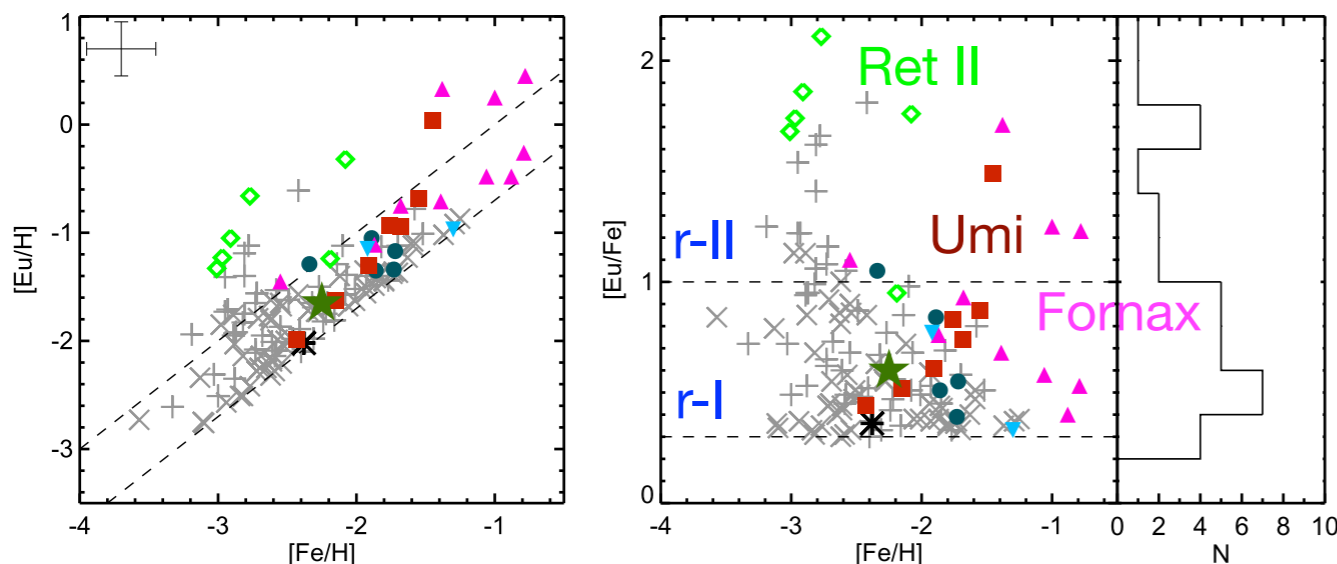 1
0
-1
-2
-3
[Eu/H]
-4 -3 -2 -1
[Fe/H]
2
1
0
[Eu/Fe]
Ret II
r-II
Umi
Fornax
r-I
-4 -3 -2 -1
[Fe/H]
0 2 4 6 8 10
N